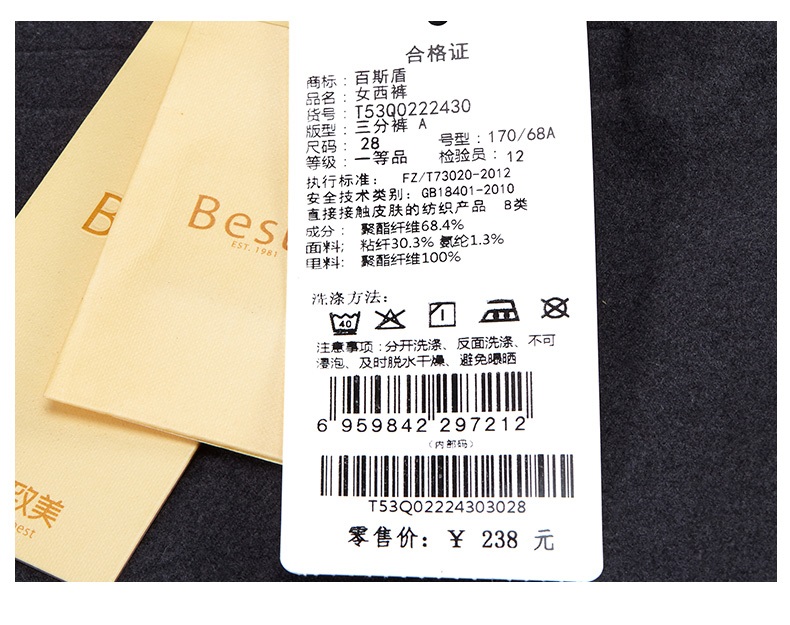 合格证
商标: 百斯盾
品名: 女西裤
货号: T53Q0222430
版型: 三分裤 A
尺码: 28 号型: 170/68A
等级: 一等品 检验员: 12
执行标准: FZ/T73020-2012
安全技术类别: GB18401-2010
直接接触皮肤的纺织产品 B类
成分: 聚酯纤维68.4%
面料: 粘纤30.3% 氨纶1.3%
里料: 聚酯纤维100%
洗涤方法:
40
注意事项:分开洗涤、反面洗涤、不可
浸泡、及时脱水干燥、避免曝晒
6 959842 297212
(内部码)
T53Q02224303028
零售价: ¥ 238 元
B
Best
EST. 1981
致美
est